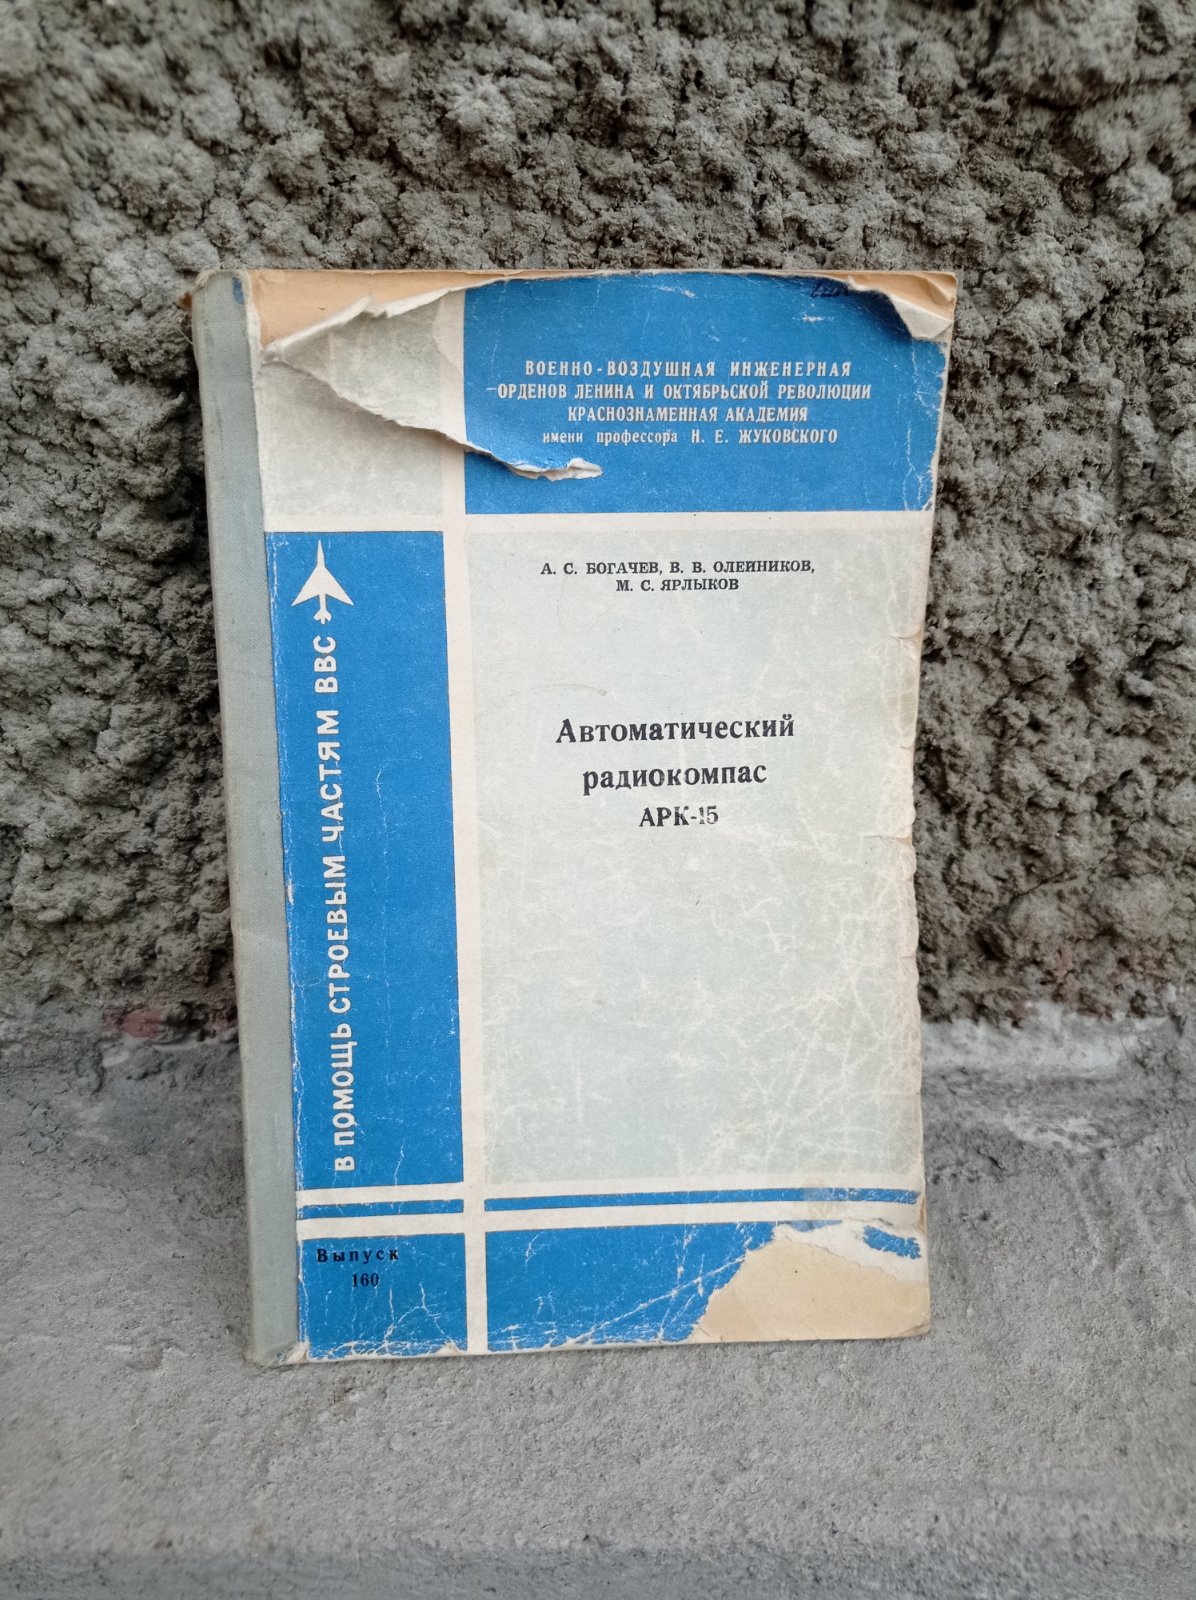 ВОЕННО-ВОЗДУШНАЯ ИНЖЕНЕРНАЯ
ОРДЕНОВ ЛЕНИНА И ОКТЯБРЬСКОЙ РЕВОЛЮЦИИ
КРАСНОЗНАМЕННАЯ АКАДЕМИЯ
имени профессора Н. Е. ЖУКОВСКОГО
А. С. БОГАЧЕВ, В. В. ОЛЕЙНИКОВ,
М. С. ЯРЛЫКОВ
Автоматический
радиокомпас
АРК-15
В ПОМОЩЬ СТРОЕВЫМ ЧАСТЯМ ВВС
Выпуск
160